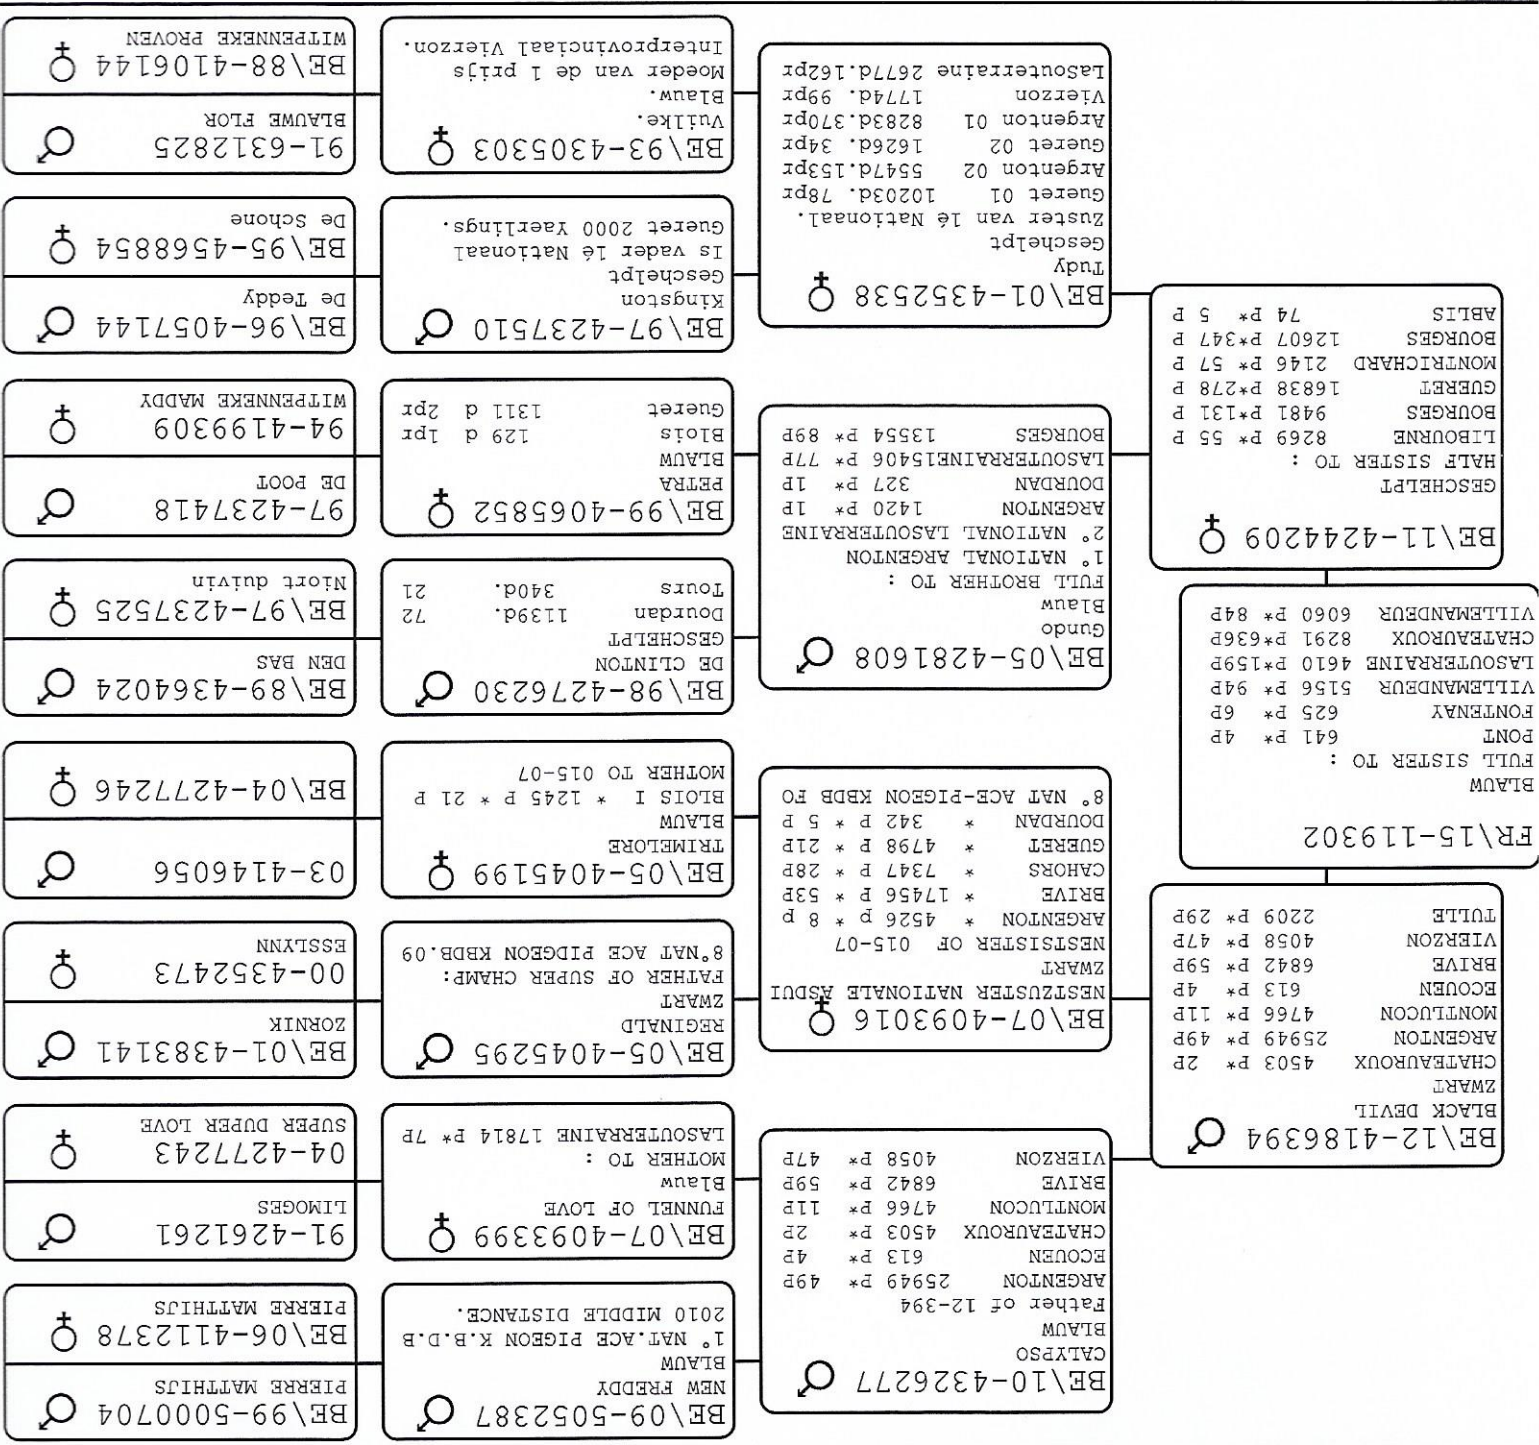 FR\15-119302
BLAUW
FULL SISTER TO :
PONT 641 P* 4P
FONTENAY 625 P* 6P
VILLEMANDEUR 5156 P* 94P
LASOUTERRAINE 4610 P*159P
CHATEAUROUX 8291 P*636P
VILLEMANDEUR 6060 P* 84P
BE\12-4186394 ♂
BLACK DEVIL
ZWART
CHATEAUROUX 4503 P* 2P
ARGENTON 25949 P* 49P
MONTLUCON 4766 P* 11P
ECOUEN 613 P* 4P
BRIVE 6842 P* 59P
VIERZON 4058 P* 47P
TULLE 2209 P* 29P
BE\11-4244209 ♀
GESCHELPT
HALF SISTER TO :
LIBOURNE 8269 P* 55 P
BOURGES 9481 P*131 P
GUERET 16838 P*278 P
MONTRICHARD 2146 P* 57 P
BOURGES 12607 P*347 P
ABLIS 74 P* 5 P
BE\10-4326277 ♂
CALYPSO
BLAUW
Father of 12-394
ARGENTON 25949 P* 49P
ECOUEN 613 P* 4P
CHATEAUROUX 4503 P* 2P
MONTLUCON 4766 P* 11P
BRIVE 6842 P* 59P
VIERZON 4058 P* 47P
BE\07-4093016 ♀
NESTZUSTER NATIONALE ASDUI
ZWART
NESTSISTER OF 015-07
ARGENTON * 4526 p * 8 p
BRIVE * 17456 P * 53P
CAHORS * 7347 P * 28P
GUERET * 4798 P * 21P
DOURDAN * 342 P * 5 P
8° NAT ACE-PIGEON KBDB FO
BE\05-4281608 ♂
Gundo
Blauw
FULL BROTHER TO :
1° NATIONAL ARGENTON
2° NATIONAL LASOUTERRAINE
ARGENTON 1420 P* 1P
DOURDAN 327 P* 1P
LASOUTERRAINE15406 P* 77P
BOURGES 13554 P* 89P
BE\01-4352538 ♀
Tudy
Geschelpt
Zuster van 1é Nationaal.
Gueret 01 10203d. 78pr
Argenton 02 5547d.153pr
Gueret 02 1626d. 34pr
Argenton 01 8283d.370pr
Vierzon 1774d. 99pr
LaSouterraine 2677d.162pr
BE\09-5052387 ♂
NEW FREDDY
BLAUW
1° NAT.ACE PIGEON K.B.D.B
2010 MIDDLE DISTANCE.
BE\07-4093399 ♀
FUNNEL OF LOVE
Blauw
MOTHER TO :
LASOUTERRAINE 17814 P* 7P
BE\05-4045295 ♂
REGINALD
ZWART
FATHER OF SUPER CHAMP:
8°NAT ACE PIDGEON KBDB.09
BE\05-4045199 ♀
TRIMELORE
BLAUW
BLOIS I * 1245 P * 21 P
MOTHER TO 015-07
BE\98-4276230 ♂
DE CLINTON
GESCHELPT
Dourdan 1139d. 72
Tours 340d. 21
BE\99-4065852 ♀
PETRA
BLAUW
Blois 129 d 1pr
Gueret 1311 d 2pr
BE\97-4237510 ♂
Kingston
Geschelpt
Is vader 1é Nationaal
Gueret 2000 Yaerlings.
BE\93-4305303 ♀
Vuilke.
Blauw.
Moeder van de 1 prijs
Interprovinciaal Vierzon.
BE\99-5000704 ♂
PIERRE MATTHIJS
BE\06-4112378 ♀
PIERRE MATTHIJS
91-4261261 ♂
LIMOGES
04-4277243 ♀
SUPER DUPER LOVE
BE\01-4383141 ♂
ZORNIK
00-4352473 ♀
ESSLYNN
03-4146056 ♂
BE\04-4277246 ♀
BE\89-4364024 ♂
DEN BAS
BE\97-4237525 ♀
Niort duivin
97-4237418 ♂
DE POOT
94-4199309 ♀
WITPENNEKE MADDY
BE\96-4057144 ♂
De Teddy
BE\95-4568854 ♀
De Schone
91-6312825 ♂
BLAUWE FLOR
BE\88-4106144 ♀
WITPENNEKE PROVEN